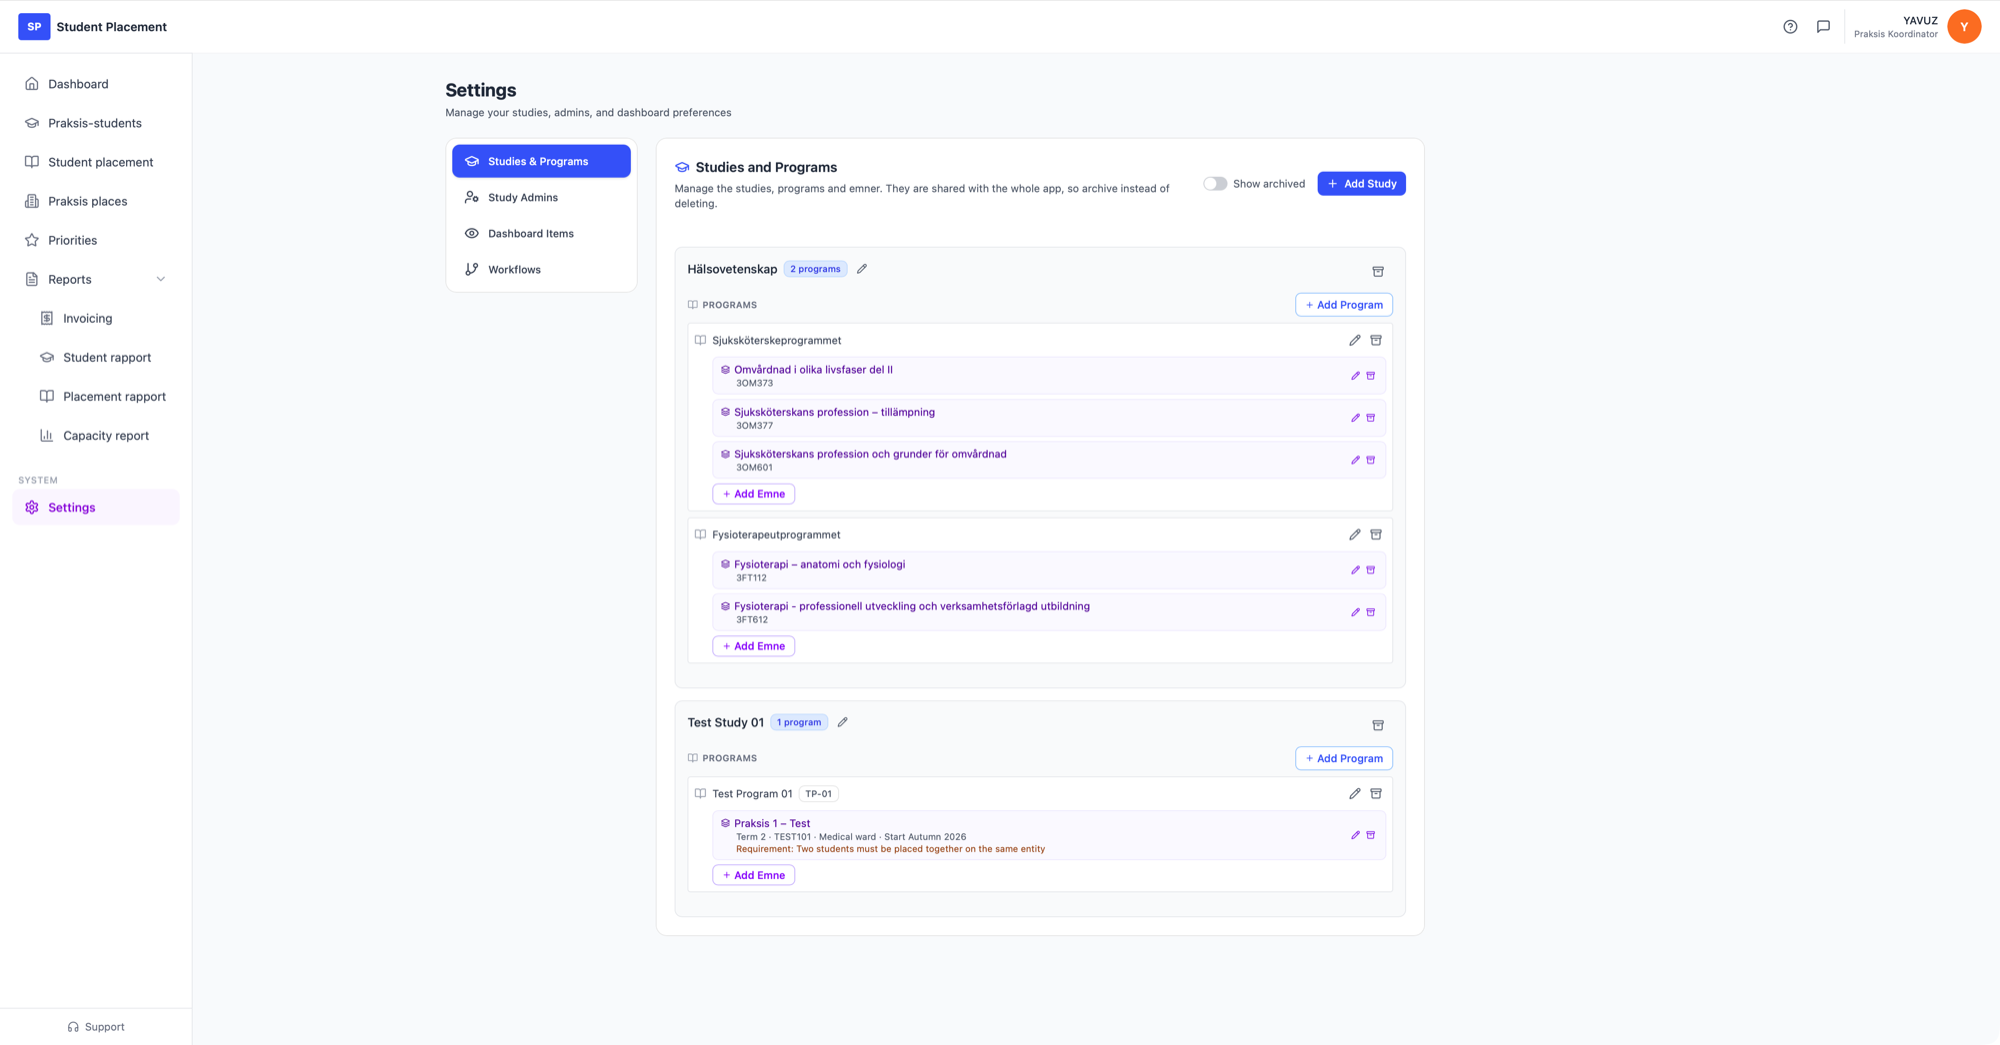 SP Student Placement
YAVUZ
Praksis Koordinator
Y
Dashboard
Praksis-students
Student placement
Praksis places
Priorities
Reports
Invoicing
Student rapport
Placement rapport
Capacity report
SYSTEM
Settings
Support
Settings
Manage your studies, admins, and dashboard preferences
Studies & Programs
Study Admins
Dashboard Items
Workflows
Studies and Programs
Manage the studies, programs and emner. They are shared with the whole app, so archive instead of
deleting.
Show archived
+ Add Study
Hälsovetenskap 2 programs
PROGRAMS
+ Add Program
Sjuksköterskeprogrammet
Omvårdnad i olika livsfaser del II
3OM373
Sjuksköterskans profession – tillämpning
3OM377
Sjuksköterskans profession och grunder för omvårdnad
3OM601
+ Add Emne
Fysioterapeutprogrammet
Fysioterapi – anatomi och fysiologi
3FT112
Fysioterapi - professionell utveckling och verksamhetsförlagd utbildning
3FT612
+ Add Emne
Test Study 01 1 program
PROGRAMS
+ Add Program
Test Program 01 TP-01
Praksis 1 – Test
Term 2 · TEST101 · Medical ward · Start Autumn 2026
Requirement: Two students must be placed together on the same entity
+ Add Emne